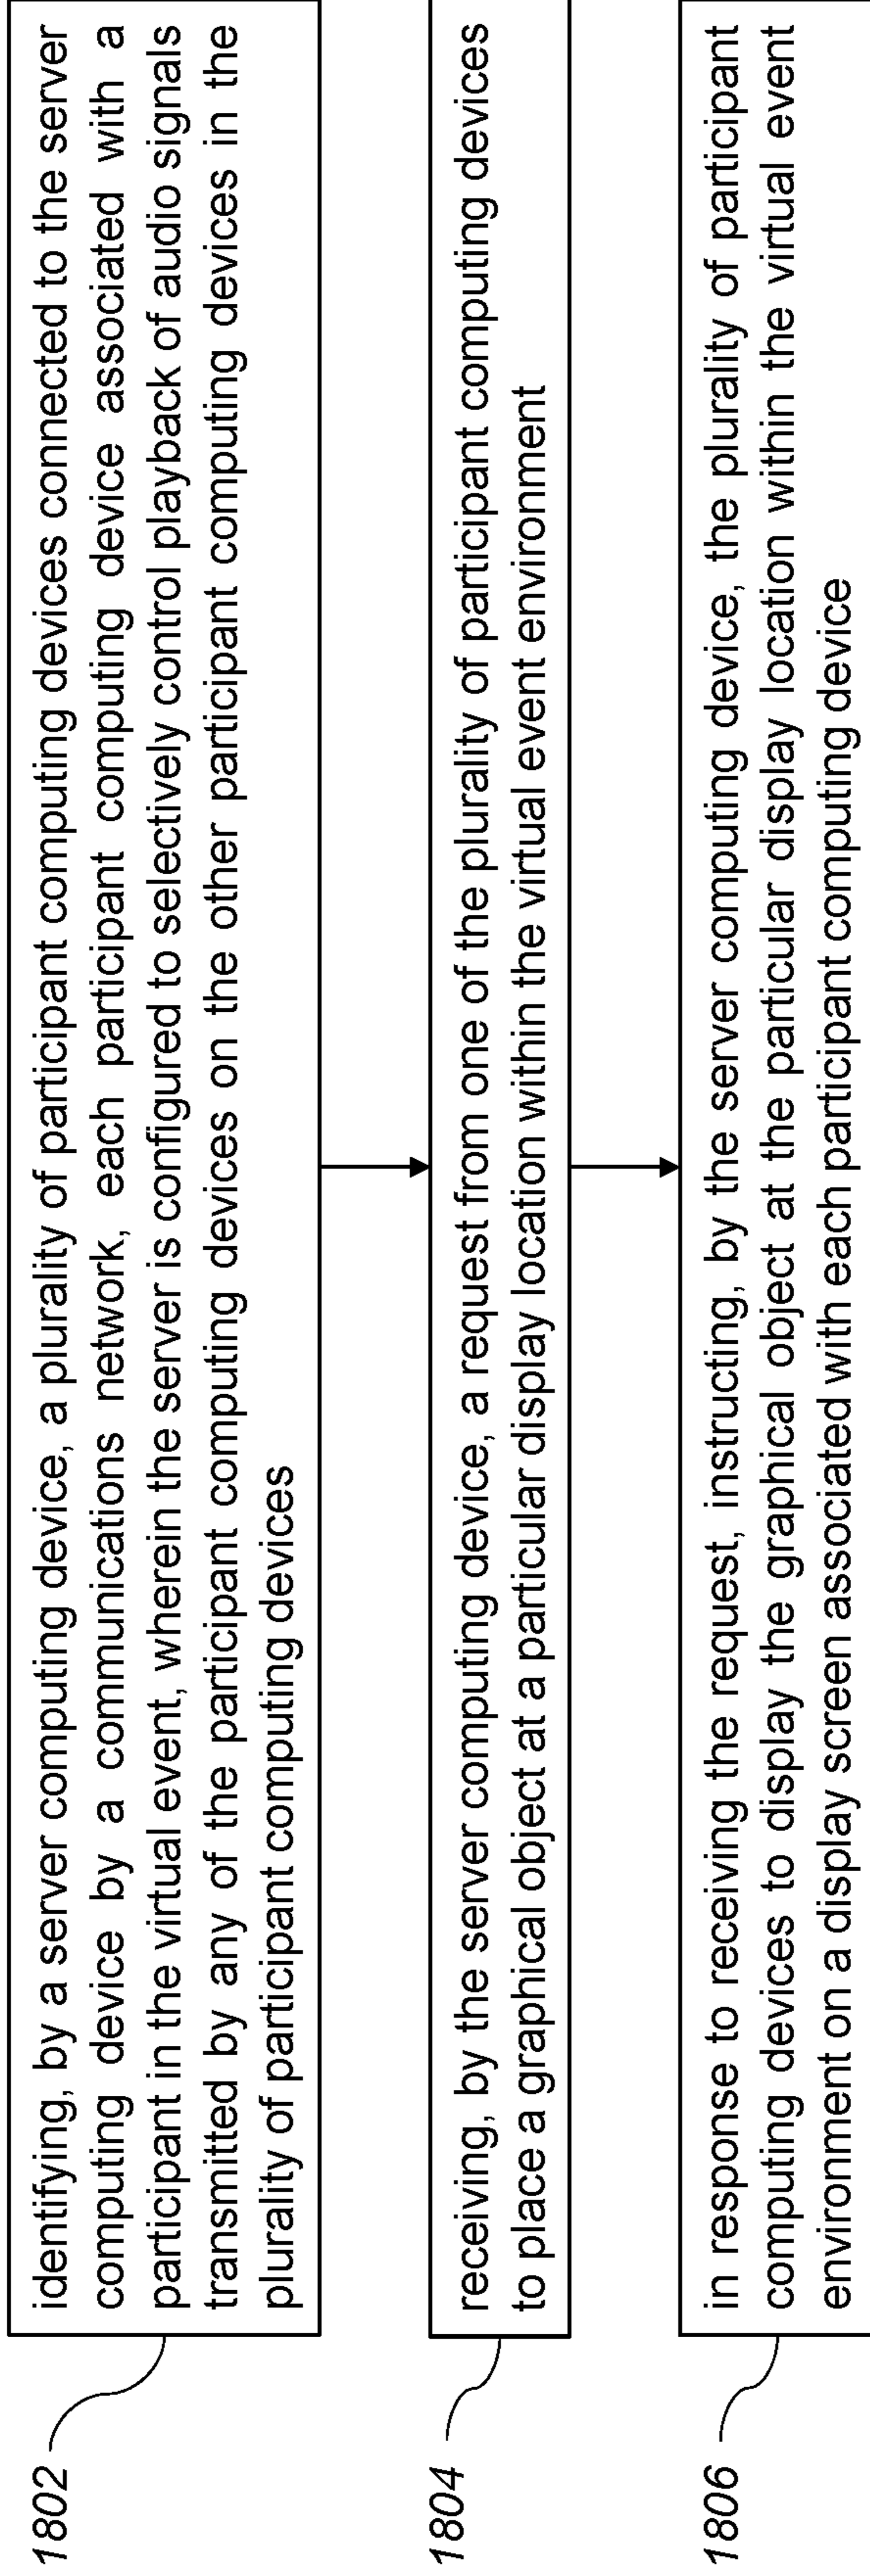 1802
identifying, by a server computing device, a plurality of participant computing devices connected to the server
computing device by a communications network, each participant computing device associated with a
participant in the virtual event, wherein the server is configured to selectively control playback of audio signals
transmitted by any of the participant computing devices on the other participant computing devices in the
plurality of participant computing devices
1804
receiving, by the server computing device, a request from one of the plurality of participant computing devices
to place a graphical object at a particular display location within the virtual event environment
1806
in response to receiving the request, instructing, by the server computing device, the plurality of participant
computing devices to display the graphical object at the particular display location within the virtual event
environment on a display screen associated with each participant computing device